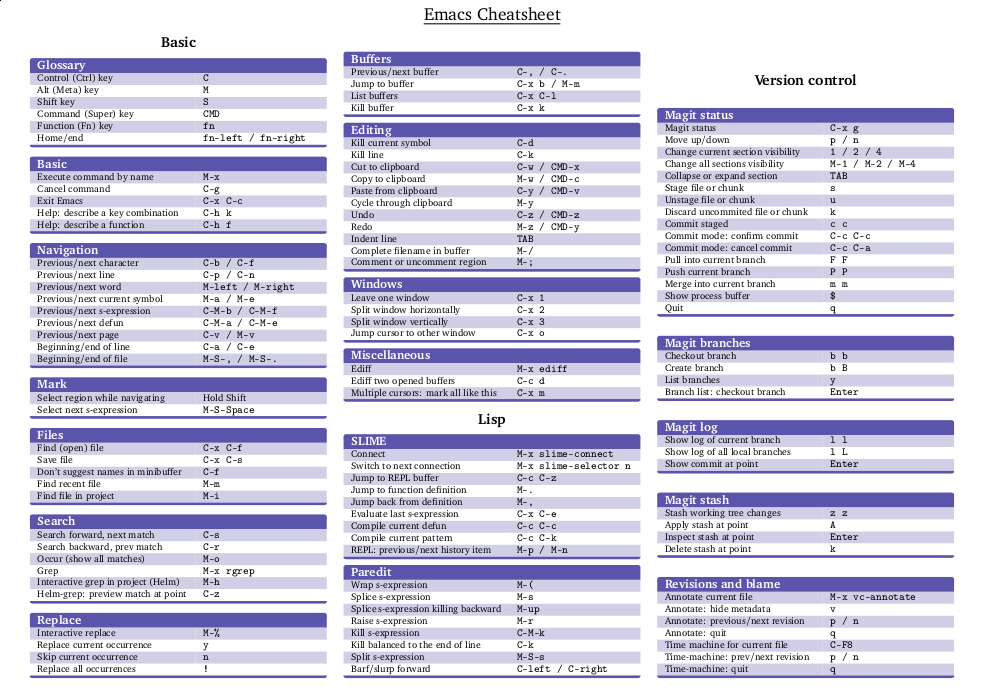 Emacs Cheatsheet
Basic
Glossary
Control (Ctrl) key C
Alt (Meta) key M
Shift key S
Command (Super) key CMD
Function (Fn) key fn
Home/end fn-left / fn-right
Basic
Execute command by name M-x
Cancel command C-g
Exit Emacs C-x C-c
Help: describe a key combination C-h k
Help: describe a function C-h f
Navigation
Previous/next character C-b / C-f
Previous/next line C-p / C-n
Previous/next word M-left / M-right
Previous/next current symbol M-a / M-e
Previous/next s-expression C-M-b / C-M-f
Previous/next defun C-M-a / C-M-e
Previous/next page C-v / M-v
Beginning/end of line C-a / C-e
Beginning/end of file M-S-, / M-S-.
Mark
Select region while navigating Hold Shift
Select next s-expression M-S-Space
Files
Find (open) file C-x C-f
Save file C-x C-s
Don't suggest names in minibuffer C-f
Find recent file M-m
Find file in project M-i
Search
Search forward, next match C-s
Search backward, prev match C-r
Occur (show all matches) M-o
Grep M-x rgrep
Interactive grep in project (Helm) M-h
Helm-grep: preview match at point C-z
Replace
Interactive replace M-%
Replace current occurrence y
Skip current occurrence n
Replace all occurrences !
Buffers
Previous/next buffer C-, / C-.
Jump to buffer C-x b / M-m
List buffers C-x C-l
Kill buffer C-x k
Editing
Kill current symbol C-d
Kill line C-k
Cut to clipboard C-w / CMD-x
Copy to clipboard M-w / CMD-c
Paste from clipboard C-y / CMD-v
Cycle through clipboard M-y
Undo C-z / CMD-z
Redo M-z / CMD-y
Indent line TAB
Complete filename in buffer M-/
Comment or uncomment region M-;
Windows
Leave one window C-x 1
Split window horizontally C-x 2
Split window vertically C-x 3
Jump cursor to other window C-x o
Miscellaneous
Ediff M-x ediff
Ediff two opened buffers C-c d
Multiple cursors: mark all like this C-x m
Lisp
SLIME
Connect M-x slime-connect
Switch to next connection M-x slime-selector n
Jump to REPL buffer C-c C-z
Jump to function definition M-.
Jump back from definition M-,
Evaluate last s-expression C-x C-e
Compile current defun C-c C-c
Compile current pattern C-c C-k
REPL: previous/next history item M-p / M-n
Paredit
Wrap s-expression M-(
Splice s-expression M-s
Splice s-expression killing backward M-up
Raise s-expression M-r
Kill s-expression C-M-k
Kill balanced to the end of line C-k
Split s-expression M-S-s
Barf/slurp forward C-left / C-right
Version control
Magit status
Magit status C-x g
Move up/down p / n
Change current section visibility 1 / 2 / 4
Change all sections visibility M-1 / M-2 / M-4
Collapse or expand section TAB
Stage file or chunk s
Unstage file or chunk u
Discard uncommited file or chunk k
Commit staged c c
Commit mode: confirm commit C-c C-c
Commit mode: cancel commit C-c C-a
Pull into current branch F F
Push current branch P P
Merge into current branch m m
Show process buffer $
Quit q
Magit branches
Checkout branch b b
Create branch b B
List branches y
Branch list: checkout branch Enter
Magit log
Show log of current branch l l
Show log of all local branches l L
Show commit at point Enter
Magit stash
Stash working tree changes z z
Apply stash at point A
Inspect stash at point Enter
Delete stash at point k
Revisions and blame
Annotate current file M-x vc-annotate
Annotate: hide metadata v
Annotate: previous/next revision p / n
Annotate: quit q
Time machine for current file C-F8
Time-machine: prev/next revision p / n
Time-machine: quit q